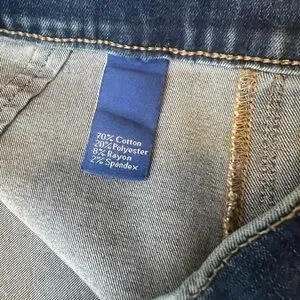 70% Cotton
20% Polyester
8% Rayon
2% Spandex